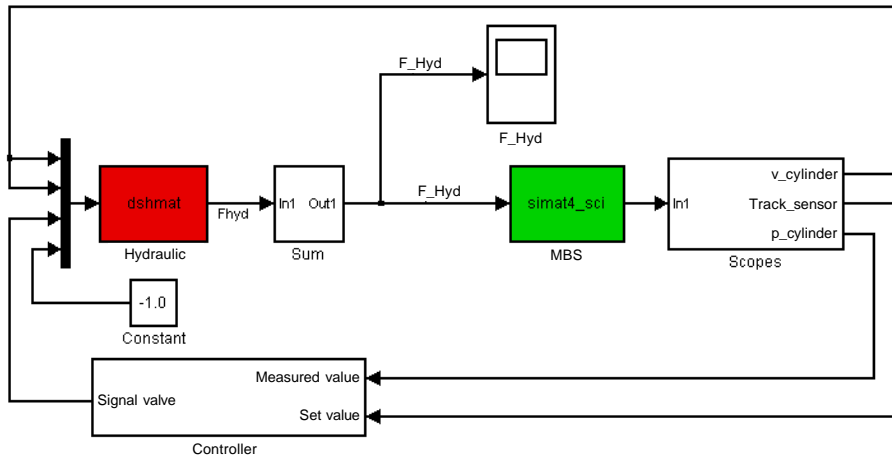 F_Hyd
F_Hyd
dshmat
Fhyd
In1 Out1
F_Hyd
simat4_sci
In1
v_cylinder
Track_sensor
p_cylinder
Hydraulic
Sum
MBS
Scopes
-1.0
Constant
Measured value
Signal valve
Set value
Controller